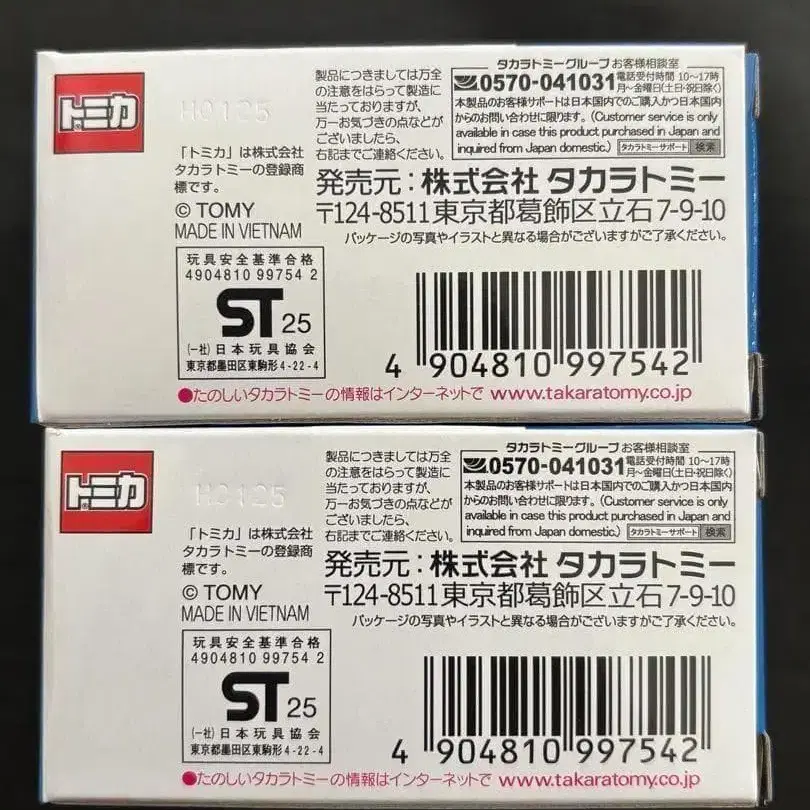 トミカ
H0125
製品につきましては万全
の注意をはらって製造に
当たっておりますが、
万一お気づきの点などが
ございましたら、
右記までご連絡ください。
タカラトミーグループ お客様相談室
0570-041031 電話受付時間 10～17時 月～金曜日(土・日・祝日除く)
本製品のお客様サポートは日本国内でのご購入かつ日本国内
からのお問い合わせに限ります。(Customer service is only
available in case this product purchased in Japan and
inquired from Japan domestic.) タカラトミーサポート 検索
「トミカ」は株式会社
タカラトミーの登録商
標です。
© TOMY
MADE IN VIETNAM
発売元：株式会社 タカラトミー
〒124-8511 東京都葛飾区立石 7-9-10
パッケージの写真やイラストと異なる場合がございますがご了承ください。
玩具安全基準合格
4904810 99754 2
ST 25
(一社)日本玩具協会
東京都墨田区東駒形4-22-4
4 904810 997542
●たのしいタカラトミーの情報はインターネットで www.takaratomy.co.jp
トミカ
H0125
製品につきましては万全
の注意をはらって製造に
当たっておりますが、
万一お気づきの点などが
ございましたら、
右記までご連絡ください。
タカラトミーグループ お客様相談室
0570-041031 電話受付時間 10～17時 月～金曜日(土・日・祝日除く)
本製品のお客様サポートは日本国内でのご購入かつ日本国内
からのお問い合わせに限ります。(Customer service is only
available in case this product purchased in Japan and
inquired from Japan domestic.) タカラトミーサポート 検索
「トミカ」は株式会社
タカラトミーの登録商
標です。
© TOMY
MADE IN VIETNAM
発売元：株式会社 タカラトミー
〒124-8511 東京都葛飾区立石 7-9-10
パッケージの写真やイラストと異なる場合がございますがご了承ください。
玩具安全基準合格
4904810 99754 2
ST 25
(一社)日本玩具協会
東京都墨田区東駒形4-22-4
4 904810 997542
●たのしいタカラトミーの情報はインターネットで www.takaratomy.co.jp